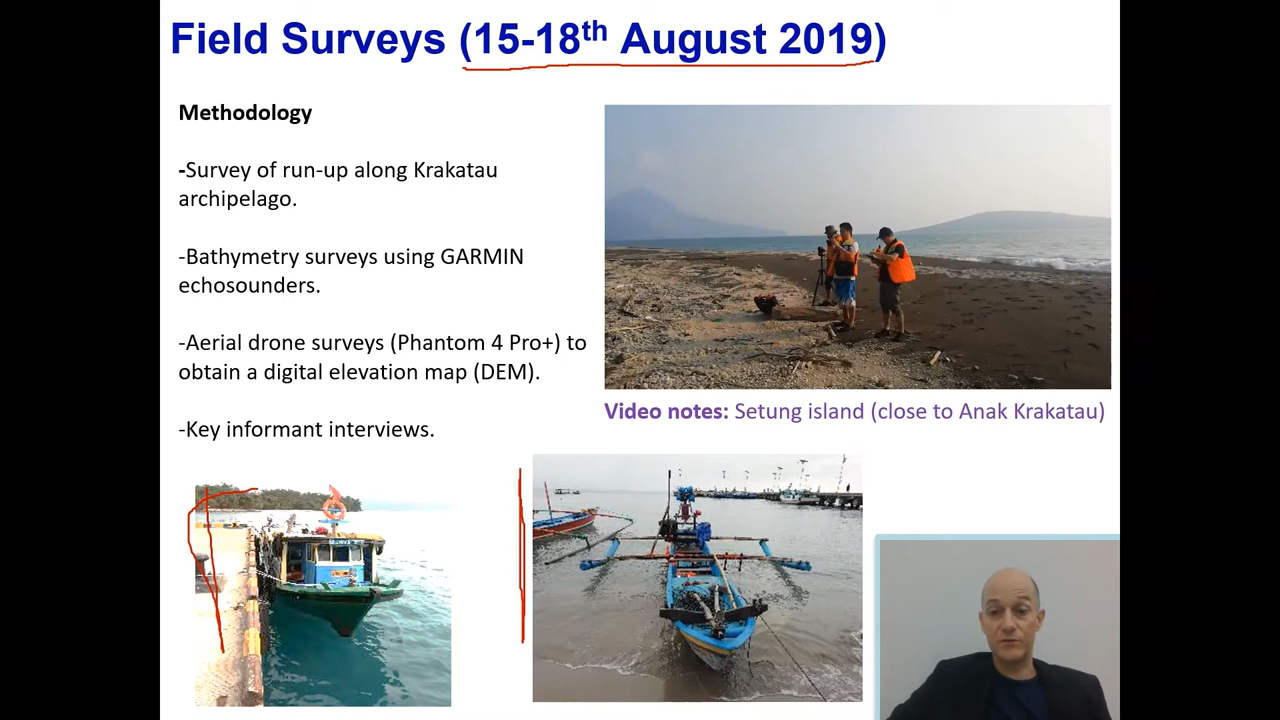 Field Surveys (15-18th August 2019)
Methodology
-Survey of run-up along Krakatau
archipelago.
-Bathymetry surveys using GARMIN
echosounders.
-Aerial drone surveys (Phantom 4 Pro+) to
obtain a digital elevation map (DEM).
-Key informant interviews.
Video notes: Setung island (close to Anak Krakatau)